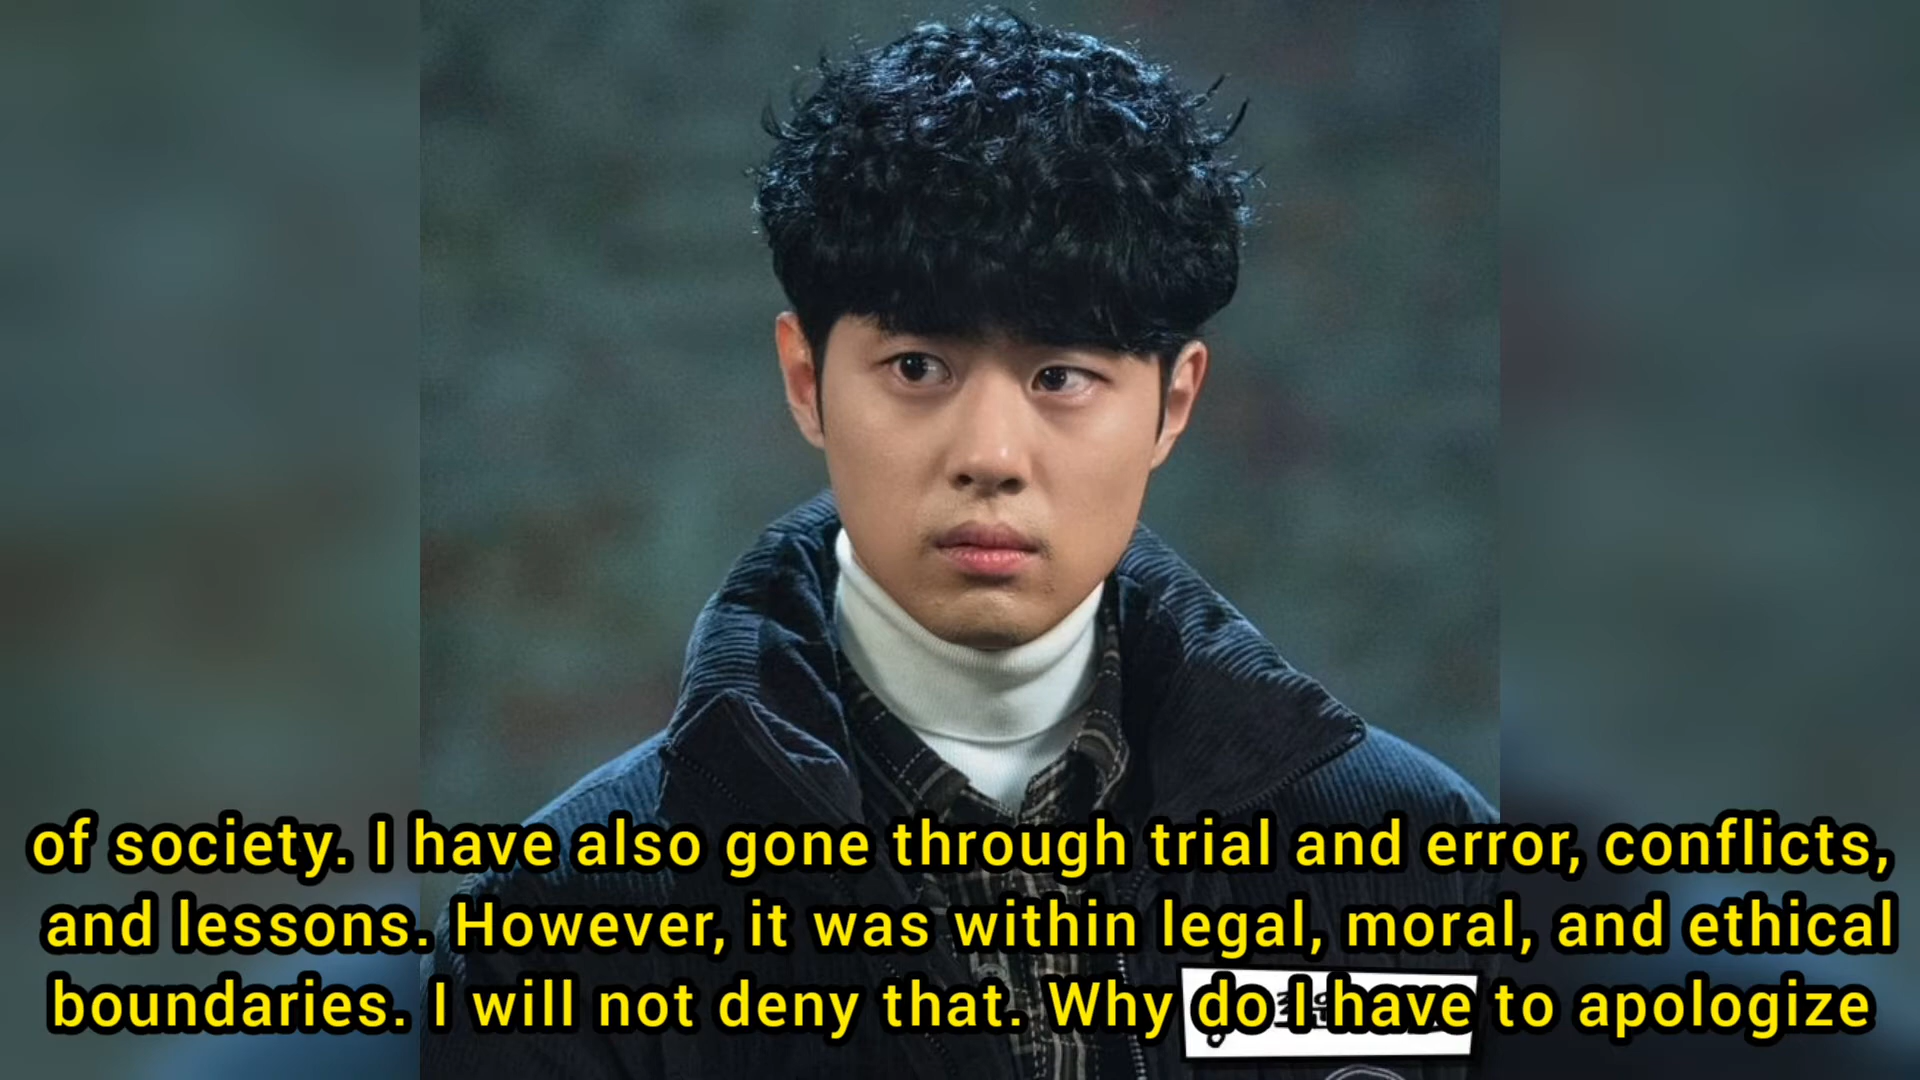 of society. I have also gone through trial and error, conflicts,
and lessons. However, it was within legal, moral, and ethical
boundaries. I will not deny that. Why do I have to apologize